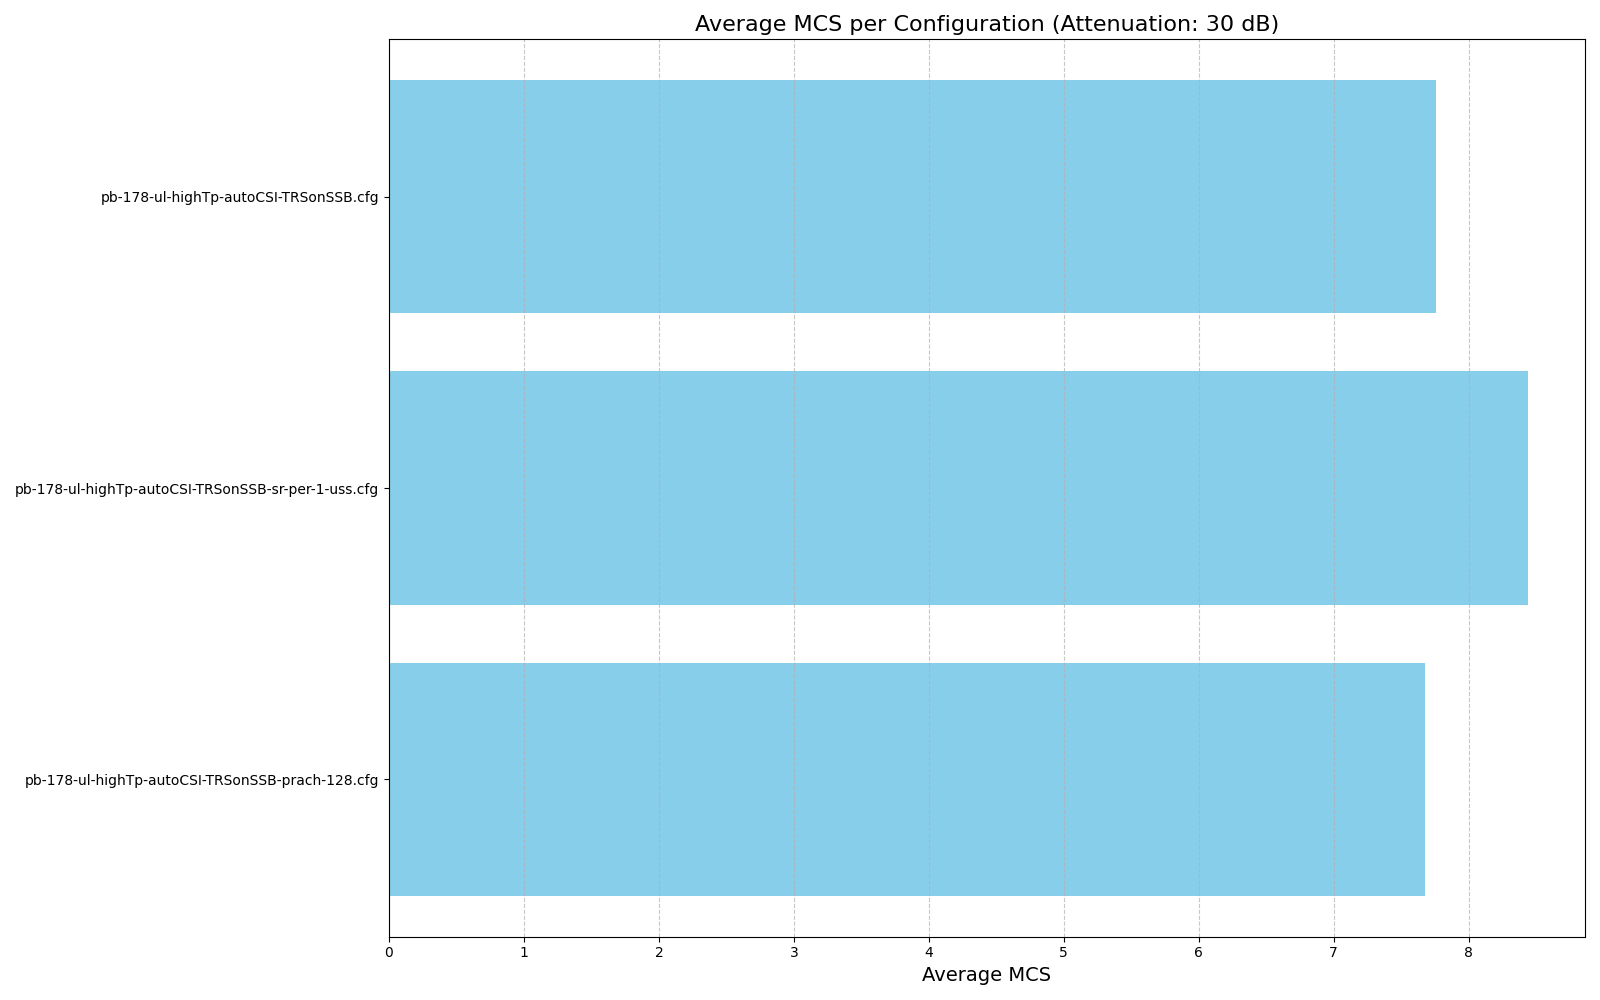 Average MCS per Configuration (Attenuation: 30 dB)
pb-178-ul-highTp-autoCSI-TRSonSSB.cfg
pb-178-ul-highTp-autoCSI-TRSonSSB-sr-per-1-uss.cfg
pb-178-ul-highTp-autoCSI-TRSonSSB-prach-128.cfg
0 1 2 3 4 5 6 7 8
Average MCS